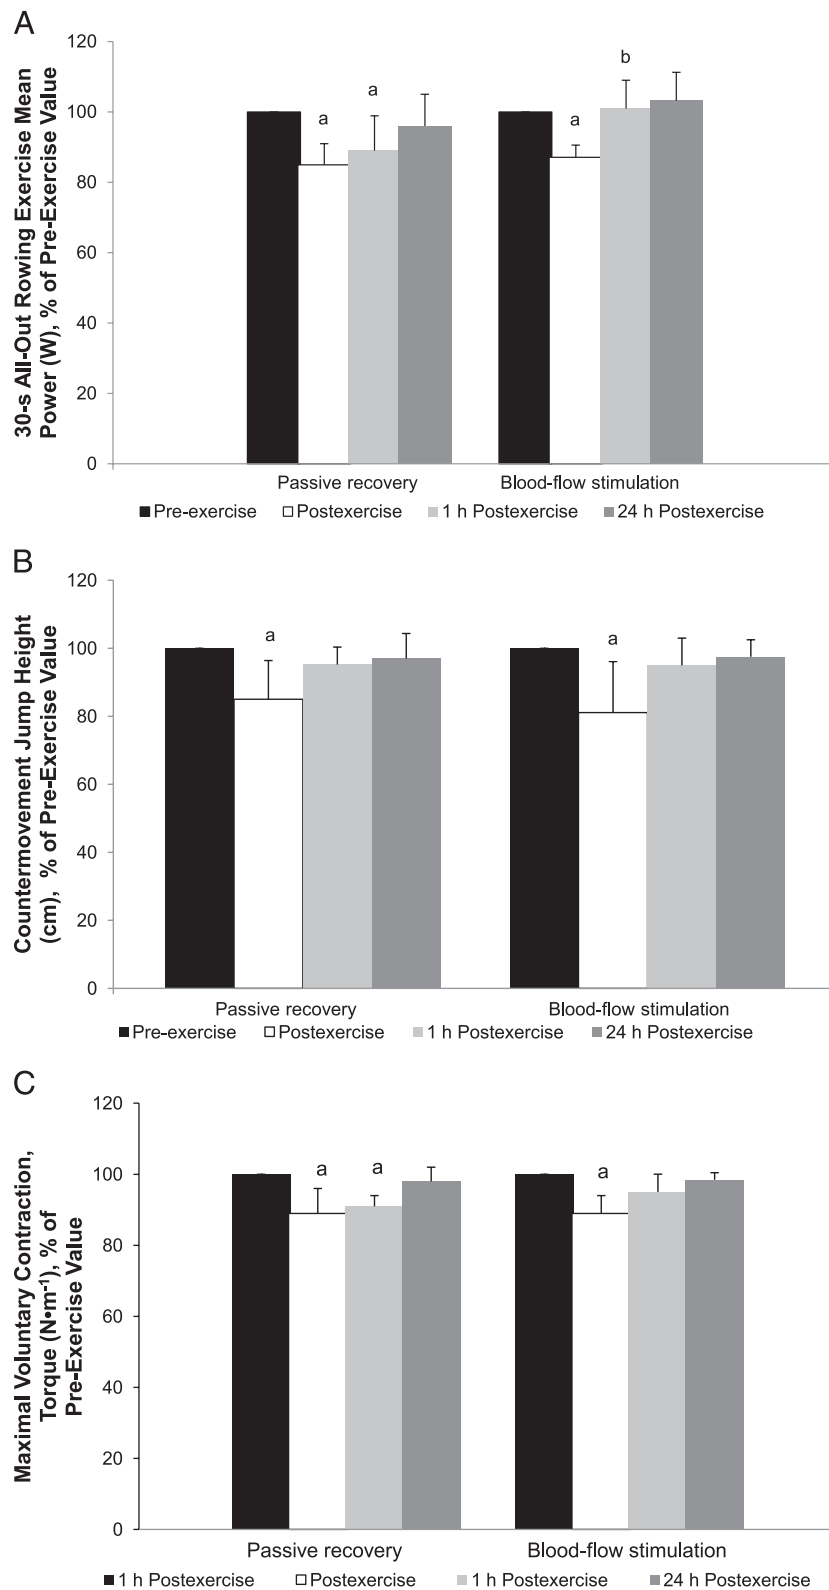 A
30-s All-Out Rowing Exercise Mean
Power (W), % of Pre-Exercise Value
120
100
80
60
40
20
0
a
a
a
b
Passive recovery
Blood-flow stimulation
Pre-exercise
Postexercise
1 h Postexercise
24 h Postexercise
B
Countermovement Jump Height
(cm), % of Pre-Exercise Value
120
100
80
60
40
20
0
a
a
Passive recovery
Blood-flow stimulation
Pre-exercise
Postexercise
1 h Postexercise
24 h Postexercise
C
Maximal Voluntary Contraction,
Torque (N•m⁻¹), % of
Pre-Exercise Value
120
100
80
60
40
20
0
a
a
a
Passive recovery
Blood-flow stimulation
1 h Postexercise
Postexercise
1 h Postexercise
24 h Postexercise